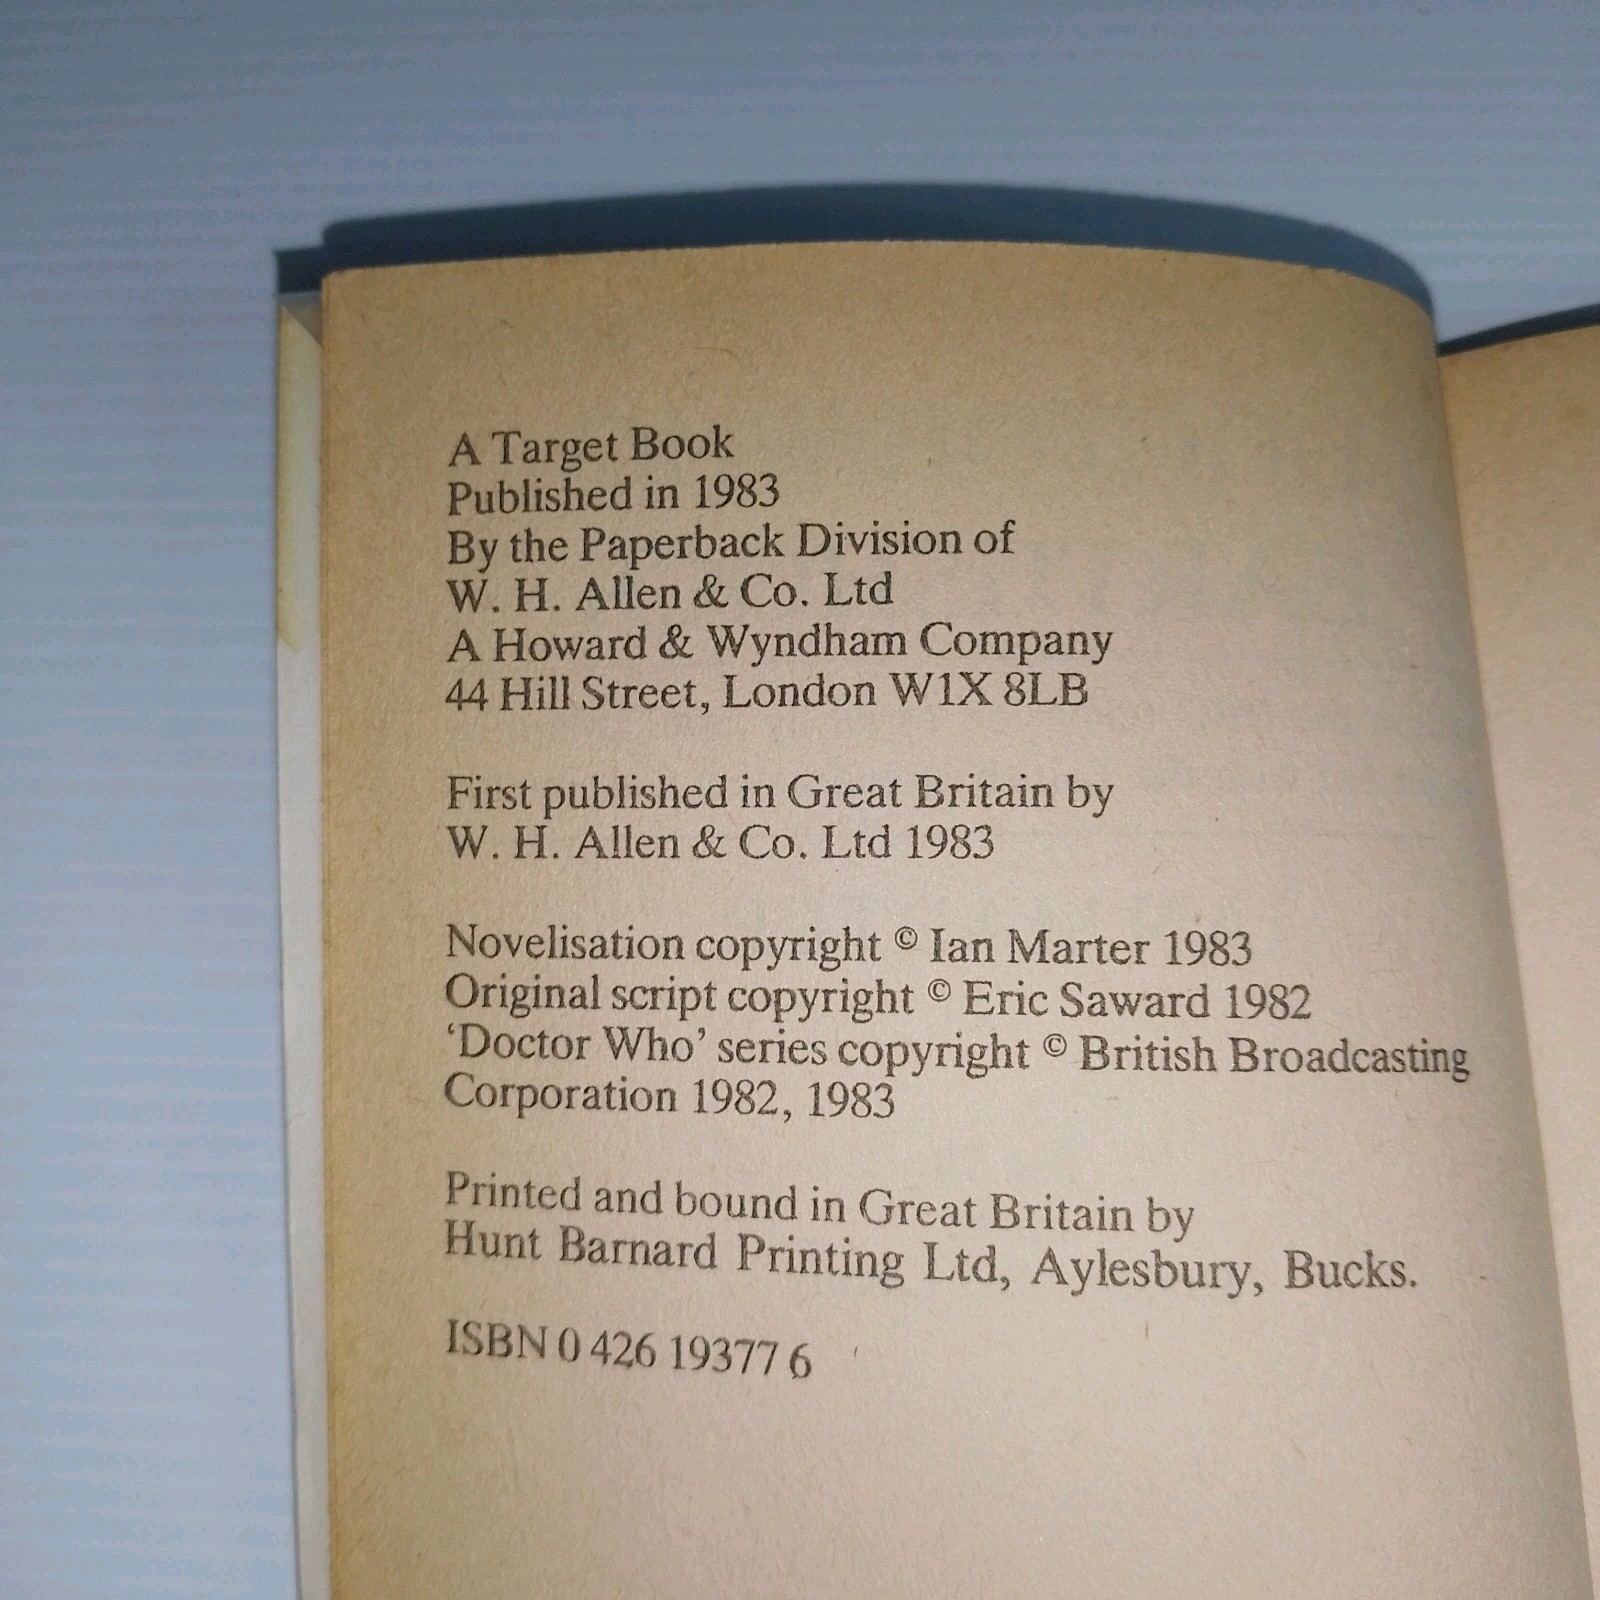 A Target Book
Published in 1983
By the Paperback Division of
W. H. Allen & Co. Ltd
A Howard & Wyndham Company
44 Hill Street, London W1X 8LB
First published in Great Britain by
W. H. Allen & Co. Ltd 1983
Novelisation copyright © Ian Marter 1983
Original script copyright © Eric Saward 1982
‘Doctor Who’ series copyright © British Broadcasting
Corporation 1982, 1983
Printed and bound in Great Britain by
Hunt Barnard Printing Ltd, Aylesbury, Bucks.
ISBN 0 426 19377 6